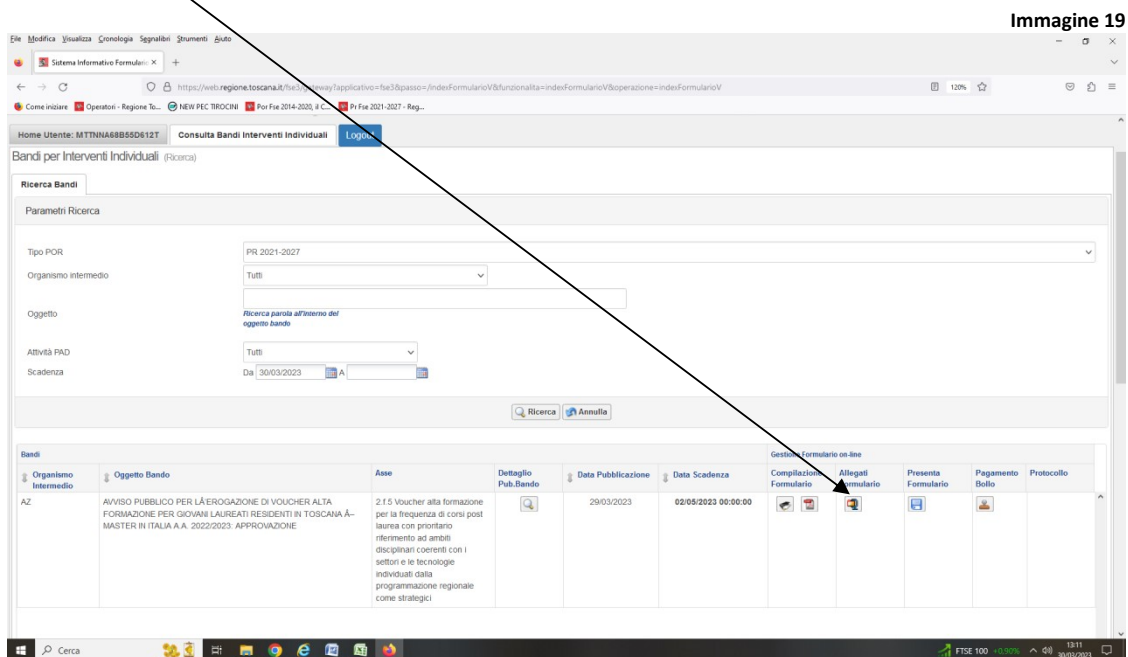 Immagine 19
File Modifica Visualizza Cronologia Segnalibri Strumenti Aiuto
Sistema Informativo Formulario
https://web.regione.toscana.it/fse3/gateway?applicativo=fse3&passo=/indexFormularioV&funzionalita=indexFormularioV&operazione=indexFormularioV
120%
Come iniziare Operatori - Regione To... NEW PEC TIROCINI Por Fse 2014-2020, il C... Pr Fse 2021-2027 - Reg...
Home Utente: MTTNNA68B55D612T Consulta Bandi Interventi Individuali Logout
Bandi per Interventi Individuali (Ricerca)
Ricerca Bandi
Parametri Ricerca
Tipo POR PR 2021-2027
Organismo intermedio Tutti
Oggetto Ricerca parola all'interno del
oggetto bando
Attività PAD Tutti
Scadenza Da 30/03/2023 A
Ricerca Annulla
Bandi Gestione Formulario on-line
Organismo Intermedio Oggetto Bando Asse Dettaglio Pub.Bando Data Pubblicazione Data Scadenza Compilazione Formulario Allegati Formulario Presenta Formulario Pagamento Bollo Protocollo
AZ AVVISO PUBBLICO PER LÂEROGAZIONE DI VOUCHER ALTA
FORMAZIONE PER GIOVANI LAUREATI RESIDENTI IN TOSCANA Â–
MASTER IN ITALIA A.A. 2022/2023: APPROVAZIONE
2.f.5 Voucher alta formazione
per la frequenza di corsi post
laurea con prioritario
riferimento ad ambiti
disciplinari coerenti con i
settori e le tecnologie
individuati dalla
programmazione regionale
come strategici
29/03/2023 02/05/2023 00:00:00
Cerca
FTSE 100 +0,90% 13:11
30/03/2023